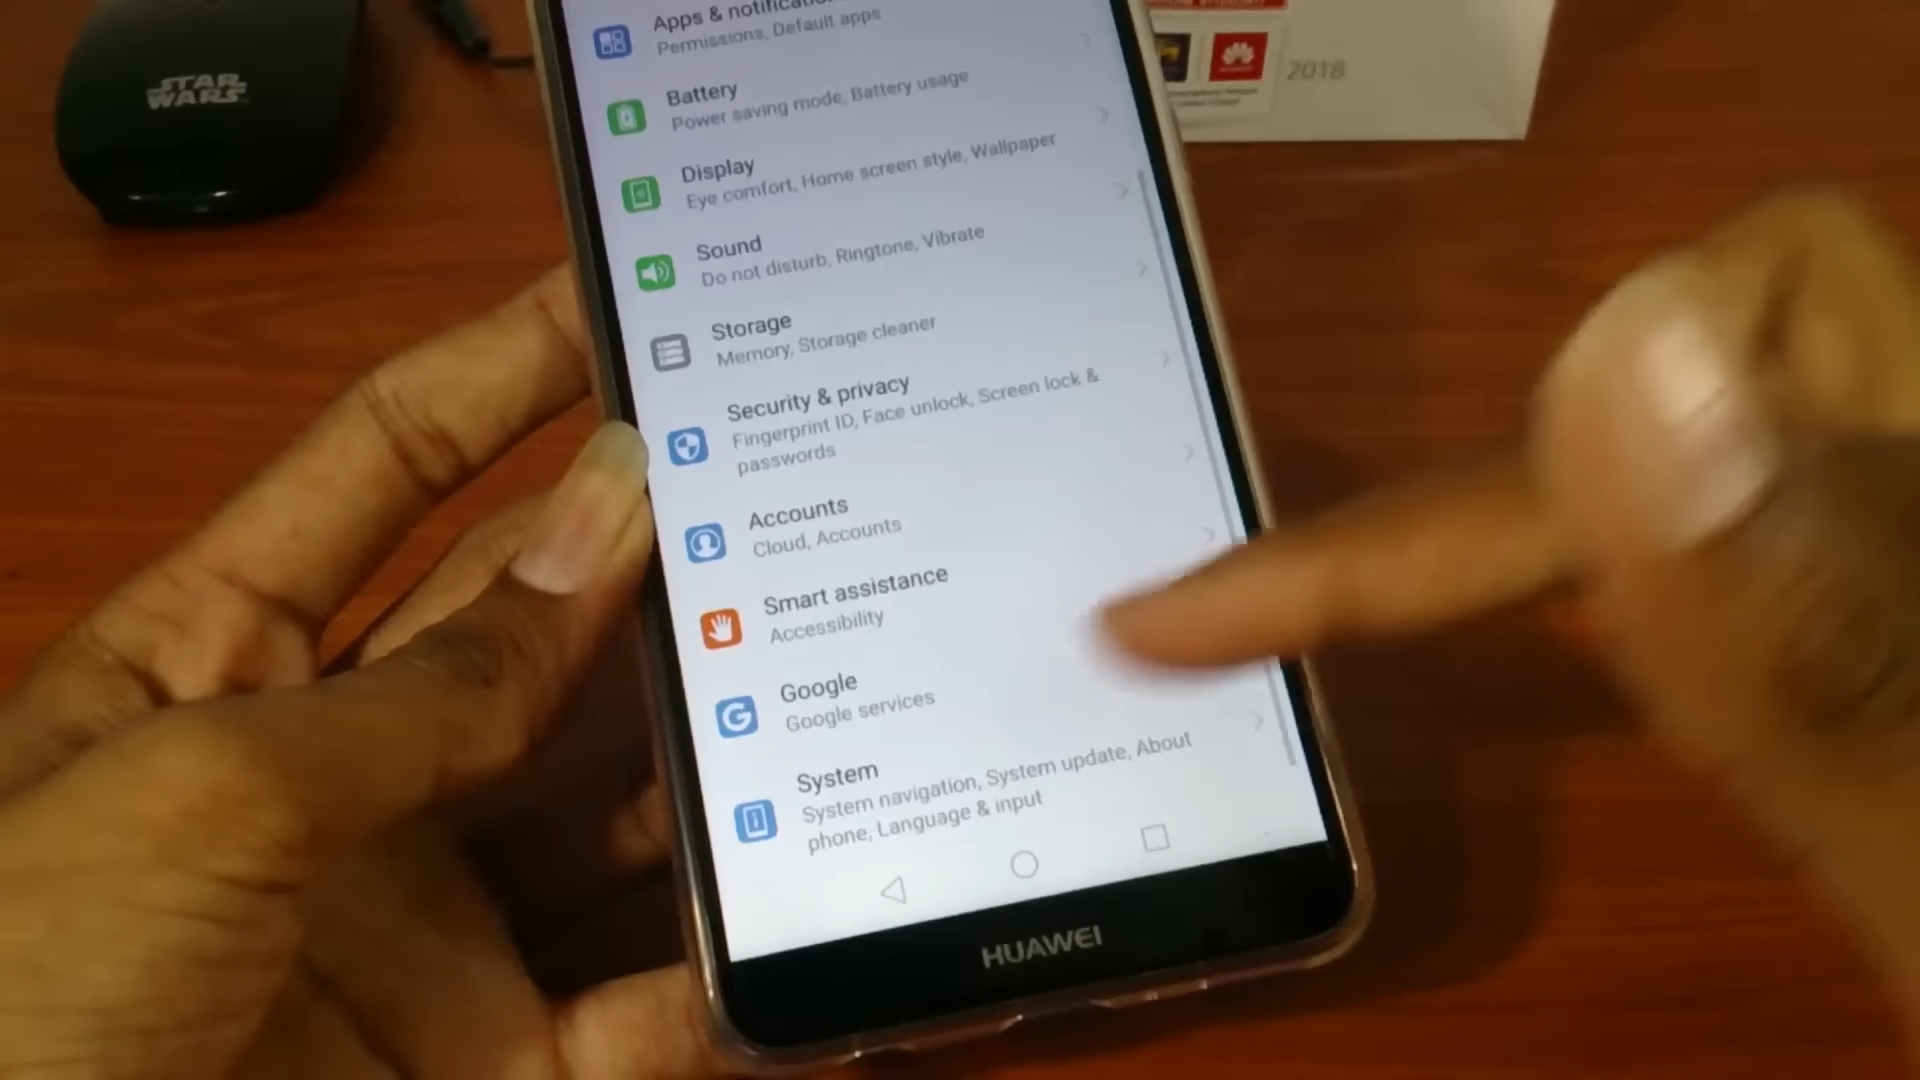 STAR
WARS
2018
Apps &
Permissions, Default apps
Battery
Power saving mode, Battery usage
Display
Eye comfort, Home screen style, Wallpaper
Sound
Do not disturb, Ringtone, Vibrate
Storage
Memory, Storage cleaner
Security & privacy
Fingerprint ID, Face unlock, Screen lock &
passwords
Accounts
Cloud, Accounts
Smart assistance
Accessibility
Google
Google services
System
System navigation, System update, About
phone, Language & input
HUAWEI